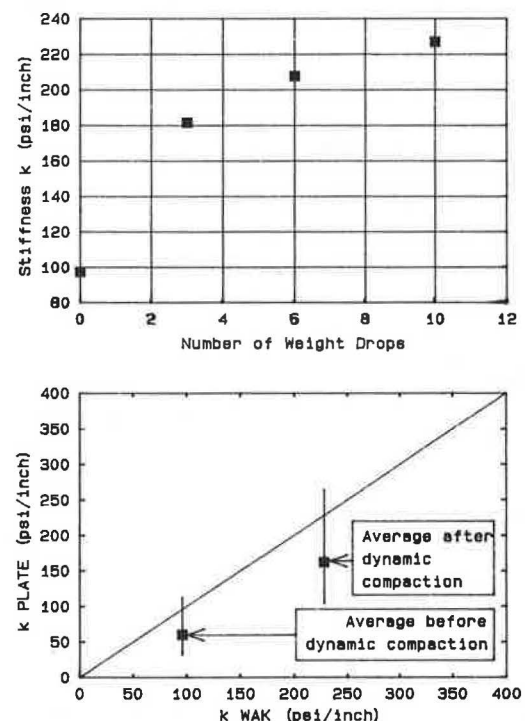 240
220
200
180
160
140
120
100
80
Stiffness k (psi/inch)
0 2 4 6 8 10 12
Number of Weight Drops
400
350
300
250
200
150
100
50
0
k PLATE (psi/inch)
Average after
dynamic
compaction
Average before
dynamic compaction
0 50 100 150 200 250 300 350 400
k WAK (psi/inch)